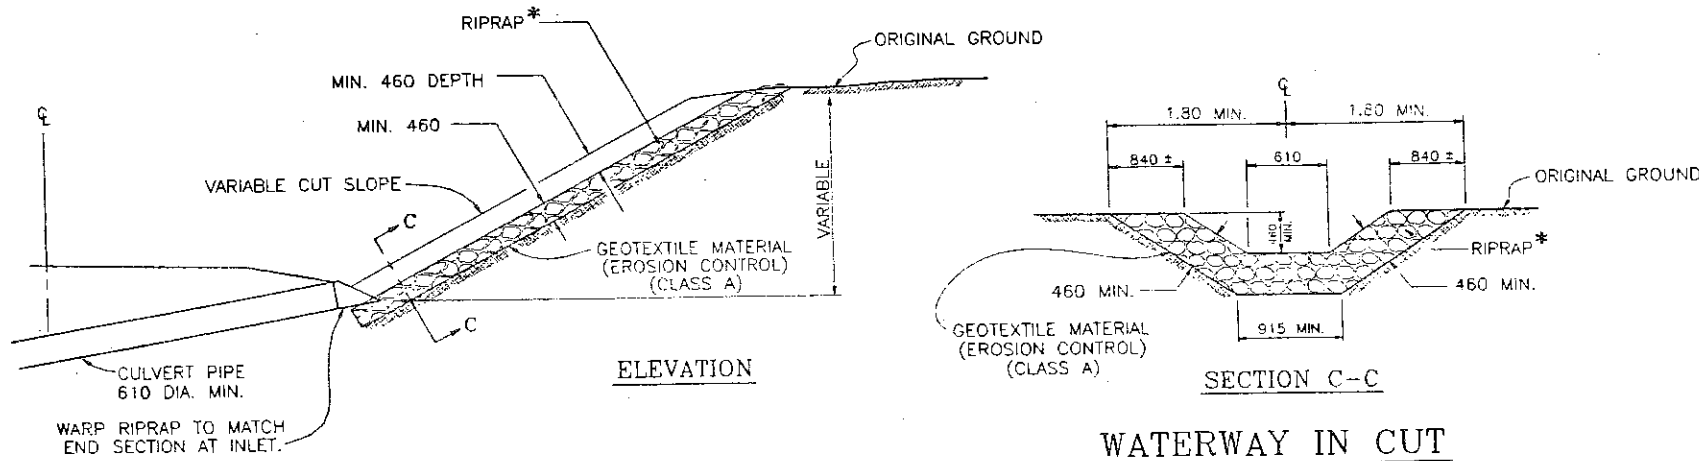 RIPRAP*
ORIGINAL GROUND
MIN. 460 DEPTH
MIN. 460
VARIABLE CUT SLOPE
C
VARIABLE
GEOTEXTILE MATERIAL
(EROSION CONTROL)
(CLASS A)
C
CULVERT PIPE
610 DIA. MIN.
WARP RIPRAP TO MATCH
END SECTION AT INLET.
ELEVATION
1.80 MIN.
1.80 MIN.
840 ±
610
840 ±
ORIGINAL GROUND
MIN.
RIPRAP*
460 MIN.
460 MIN.
GEOTEXTILE MATERIAL
(EROSION CONTROL)
(CLASS A)
915 MIN.
SECTION C-C
WATERWAY IN CUT